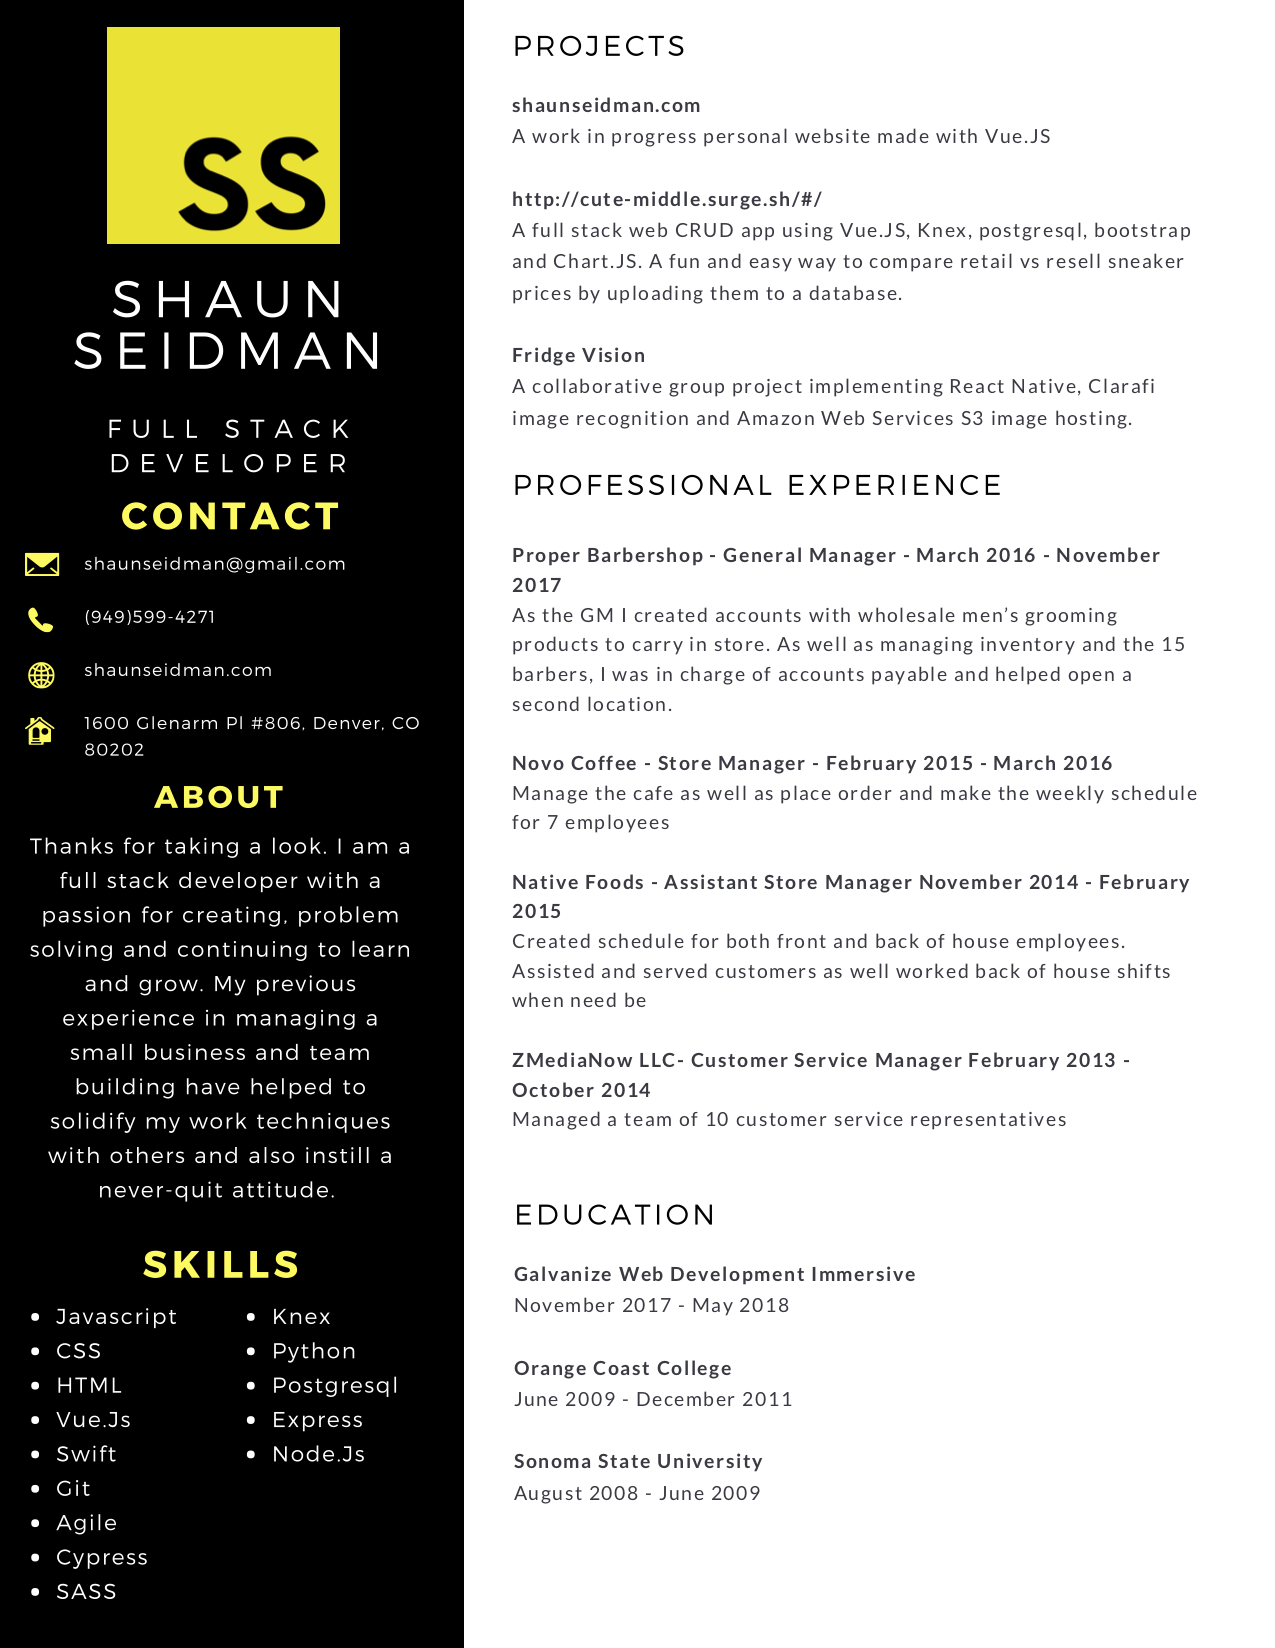 SS
SHAUN
SEIDMAN
FULL STACK
DEVELOPER
CONTACT
shaunseidman@gmail.com
(949)599-4271
shaunseidman.com
1600 Glenarm Pl #806, Denver, CO
80202
ABOUT
Thanks for taking a look. I am a
full stack developer with a
passion for creating, problem
solving and continuing to learn
and grow. My previous
experience in managing a
small business and team
building have helped to
solidify my work techniques
with others and also instill a
never-quit attitude.
SKILLS
Javascript
CSS
HTML
Vue.Js
Swift
Git
Agile
Cypress
SASS
Knex
Python
Postgresql
Express
Node.Js
PROJECTS
shaunseidman.com
A work in progress personal website made with Vue.JS
http://cute-middle.surge.sh/#/
A full stack web CRUD app using Vue.JS, Knex, postgresql, bootstrap
and Chart.JS. A fun and easy way to compare retail vs resell sneaker
prices by uploading them to a database.
Fridge Vision
A collaborative group project implementing React Native, Clarafi
image recognition and Amazon Web Services S3 image hosting.
PROFESSIONAL EXPERIENCE
Proper Barbershop - General Manager - March 2016 - November
2017
As the GM I created accounts with wholesale men’s grooming
products to carry in store. As well as managing inventory and the 15
barbers, I was in charge of accounts payable and helped open a
second location.
Novo Coffee - Store Manager - February 2015 - March 2016
Manage the cafe as well as place order and make the weekly schedule
for 7 employees
Native Foods - Assistant Store Manager November 2014 - February
2015
Created schedule for both front and back of house employees.
Assisted and served customers as well worked back of house shifts
when need be
ZMediaNow LLC- Customer Service Manager February 2013 -
October 2014
Managed a team of 10 customer service representatives
EDUCATION
Galvanize Web Development Immersive
November 2017 - May 2018
Orange Coast College
June 2009 - December 2011
Sonoma State University
August 2008 - June 2009